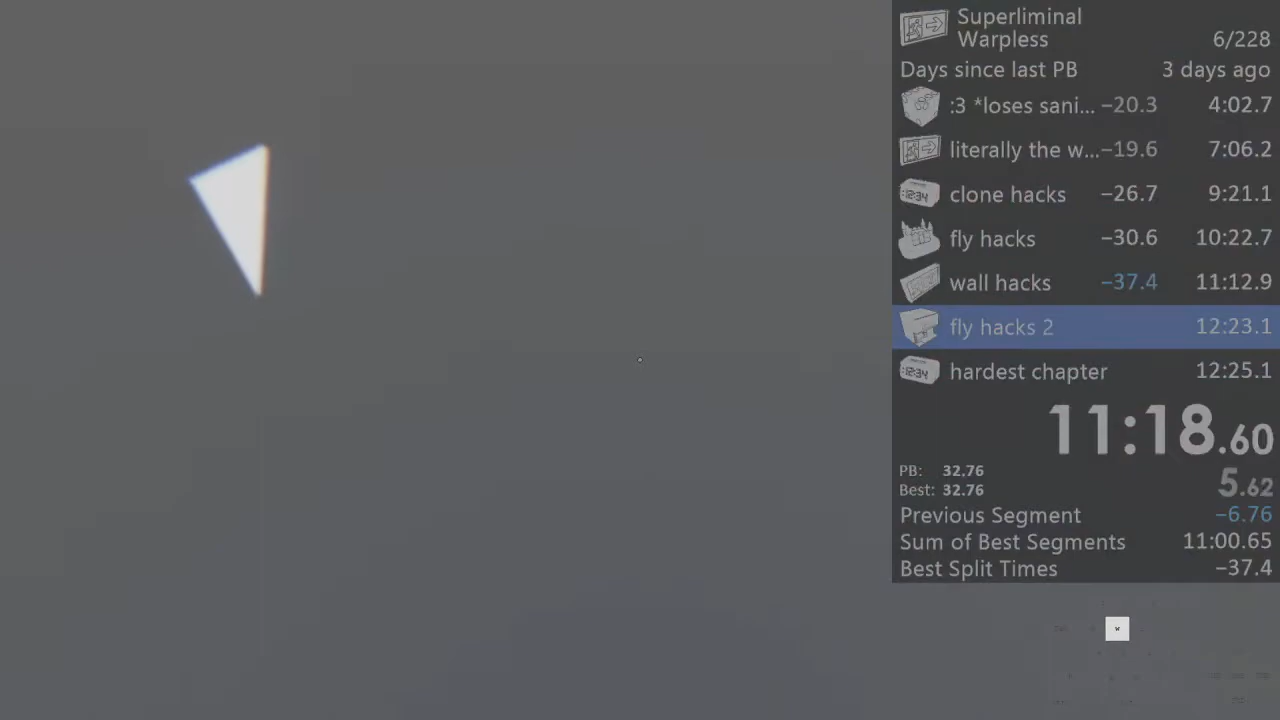 Superliminal
Warpless 6/228
Days since last PB 3 days ago
:3 *loses sani... −20.3 4:02.7
literally the w... −19.6 7:06.2
clone hacks −26.7 9:21.1
fly hacks −30.6 10:22.7
wall hacks −37.4 11:12.9
fly hacks 2 12:23.1
hardest chapter 12:25.1
11:18.60
PB: 32.76
Best: 32.76
5.62
Previous Segment −6.76
Sum of Best Segments 11:00.65
Best Split Times −37.4
w